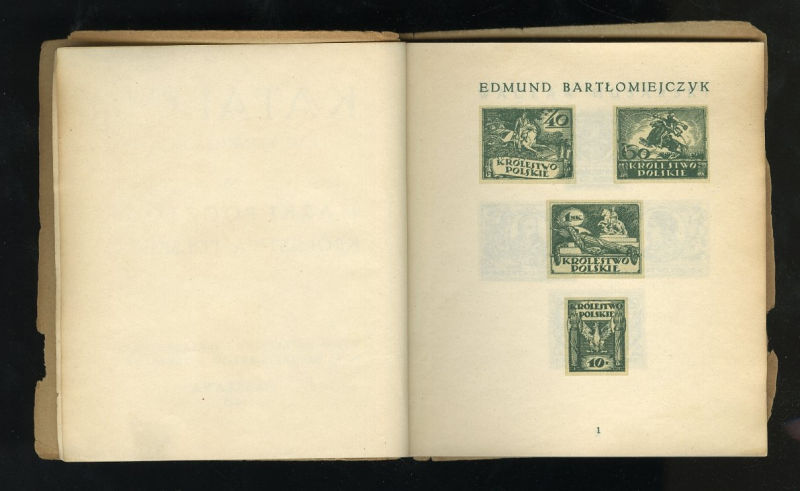 EDMUND BARTŁOMIEJCZYK
40
KRÓLESTWO
POLSKIE
50
KRÓLESTWO
POLSKIE
1 MK.
KRÓLESTWO
POLSKIE
KRÓLESTWO
POLSKIE
10
1